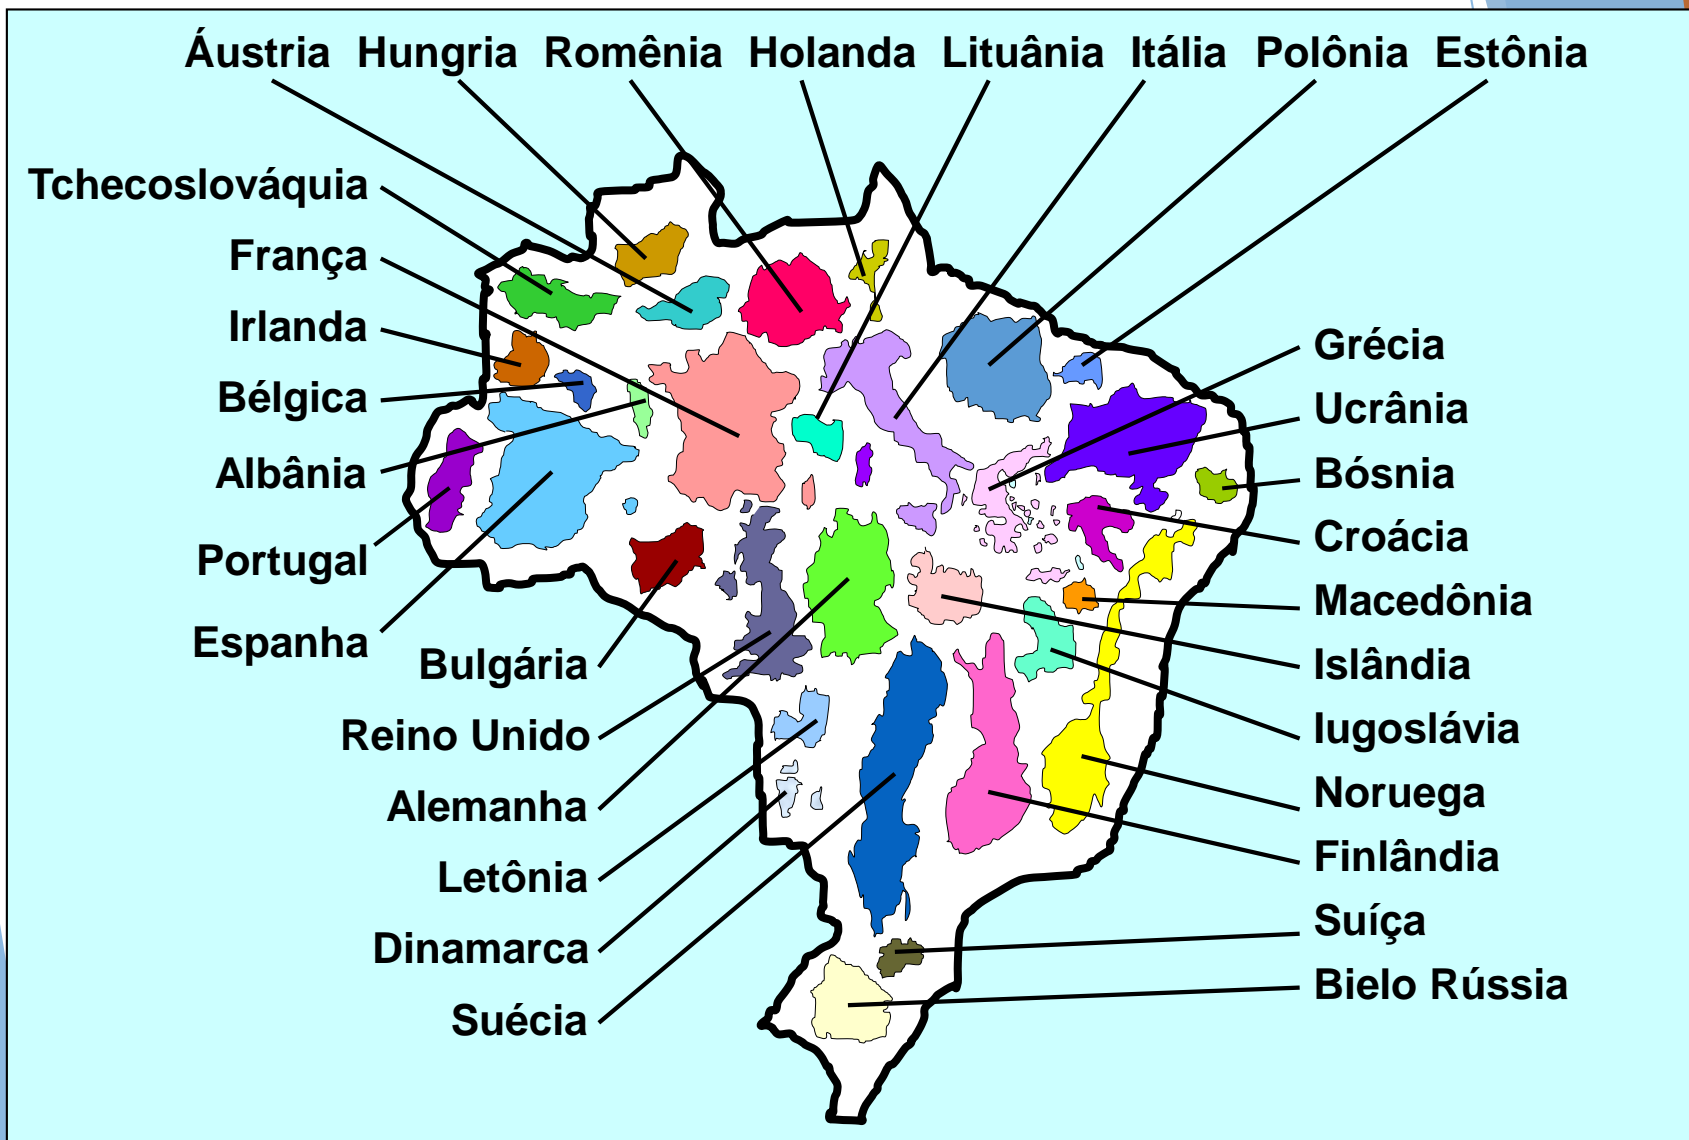 Áustria Hungria Romênia Holanda Lituânia Itália Polônia Estônia
Tchecoslováquia
França
Irlanda
Bélgica
Albânia
Portugal
Espanha
Bulgária
Reino Unido
Alemanha
Letônia
Dinamarca
Suécia
Grécia
Ucrânia
Bósnia
Croácia
Macedônia
Islândia
Iugoslávia
Noruega
Finlândia
Suíça
Bielo Rússia